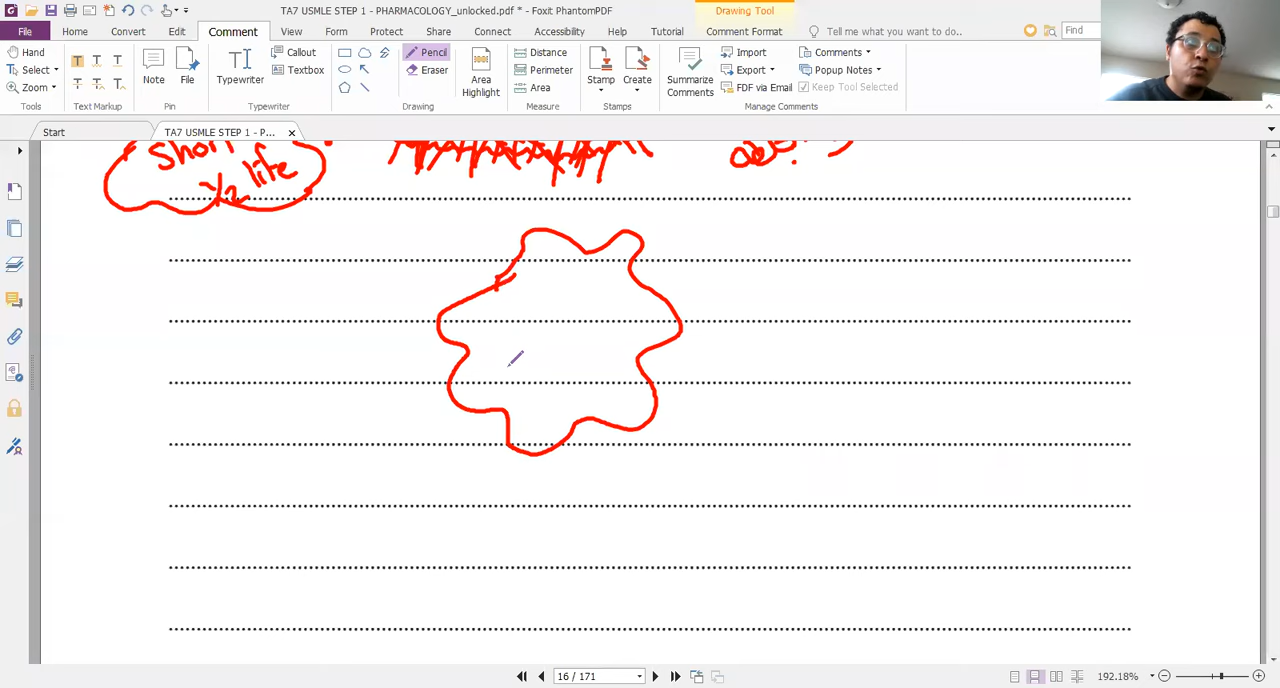 TA7 USMLE STEP 1 - PHARMACOLOGY_unlocked.pdf * - Foxit PhantomPDF
Drawing Tool
File Home Convert Edit Comment View Form Protect Share Connect Accessibility Help Tutorial Comment Format Tell me what you want to do.. Find
Hand
Select
Zoom
Tools
Text Markup
Note
File
Pin
Typewriter
Callout
Textbox
Typewriter
Pencil
Eraser
Drawing
Area
Highlight
Distance
Perimeter
Area
Measure
Stamp
Create
Stamps
Summarize
Comments
Import
Export
FDF via Email
Comments
Popup Notes
Keep Tool Selected
Manage Comments
Start
TA7 USMLE STEP 1 - P...
short
1/2 life
16 / 171
192.18%